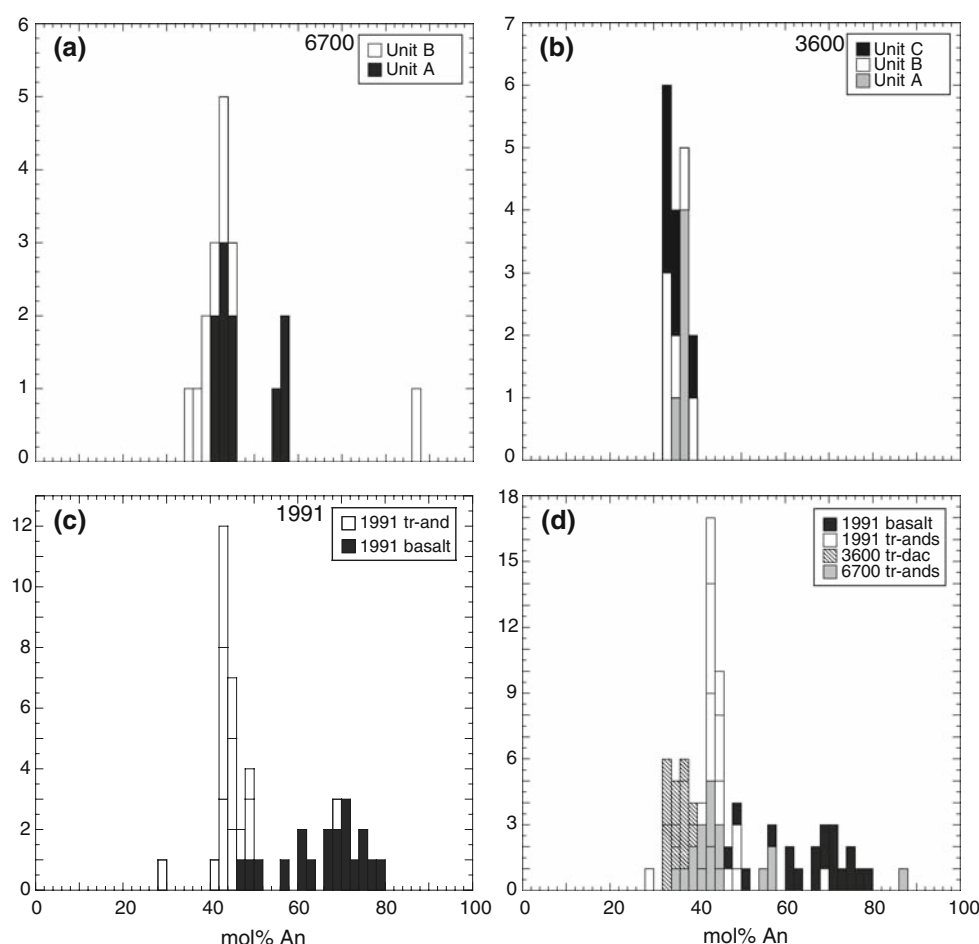 (a)
6700
Unit B
Unit A
6
5
4
3
2
1
0
(b)
3600
Unit C
Unit B
Unit A
7
6
5
4
3
2
1
0
(c)
1991
1991 tr-and
1991 basalt
12
10
8
6
4
2
0
0 20 40 60 80 100
mol% An
(d)
1991 basalt
1991 tr-ands
3600 tr-dac
6700 tr-ands
18
15
12
9
6
3
0
0 20 40 60 80 100
mol% An